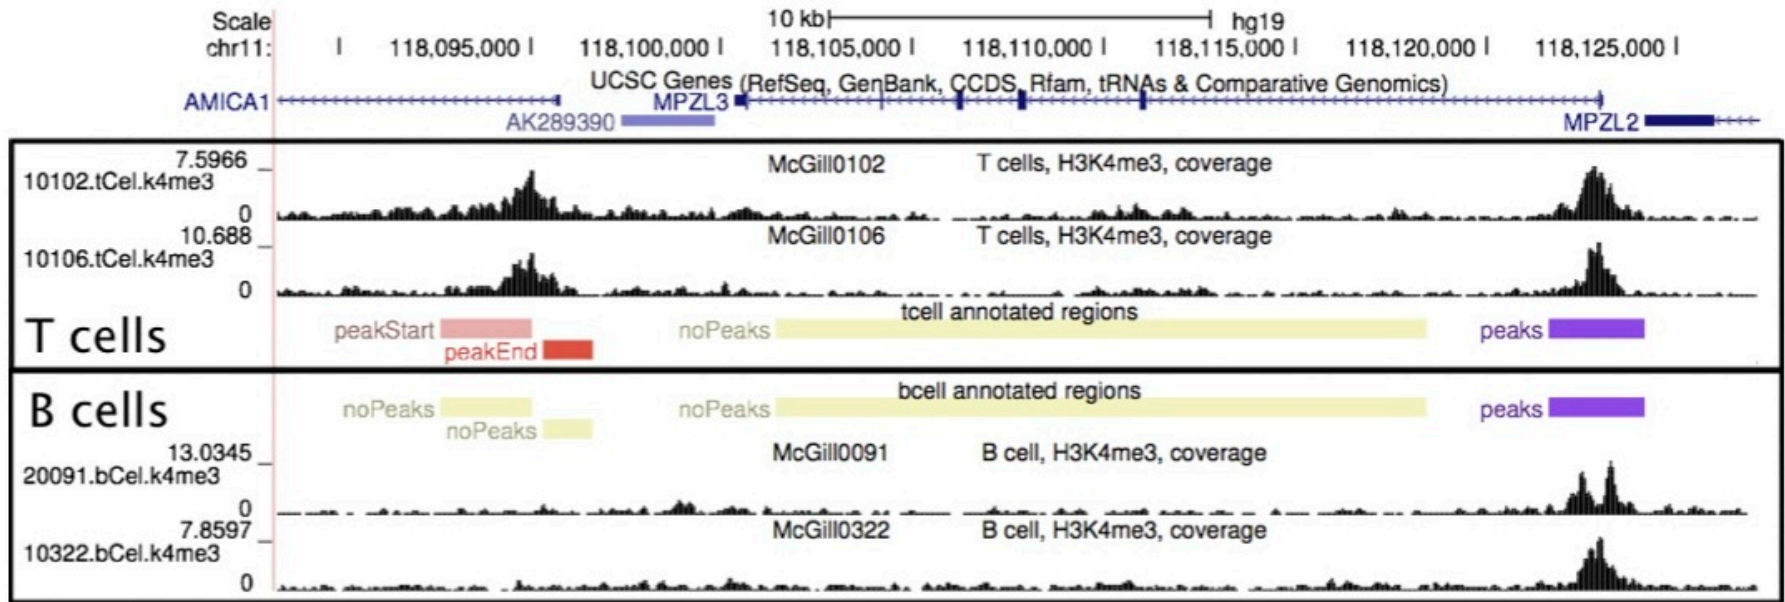 Scale 10 kb hg19
chr11: 118,095,000 118,100,000 118,105,000 118,110,000 118,115,000 118,120,000 118,125,000
UCSC Genes (RefSeq, GenBank, CCDS, Rfam, tRNAs & Comparative Genomics)
AMICA1 MPZL3
AK289390 MPZL2
7.5966 McGill0102 T cells, H3K4me3, coverage
10102.tCel.k4me3
0
10.688 McGill0106 T cells, H3K4me3, coverage
10106.tCel.k4me3
0
tcell annotated regions
T cells peakStart noPeaks peaks
peakEnd
bcell annotated regions
B cells noPeaks noPeaks peaks
noPeaks
13.0345 McGill0091 B cell, H3K4me3, coverage
20091.bCel.k4me3
0
7.8597 McGill0322 B cell, H3K4me3, coverage
10322.bCel.k4me3
0